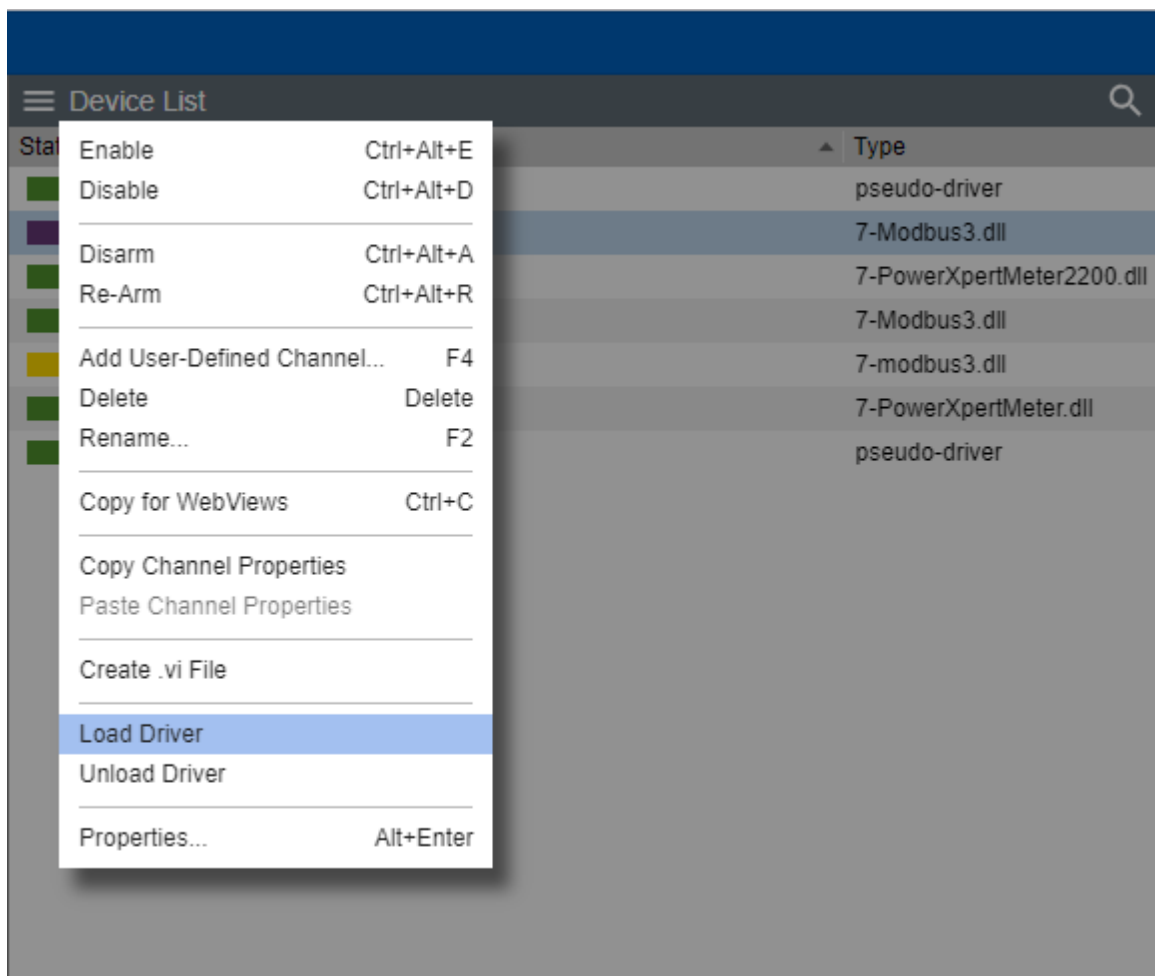 Device List
Stat
Type
Enable Ctrl+Alt+E
Disable Ctrl+Alt+D
Disarm Ctrl+Alt+A
Re-Arm Ctrl+Alt+R
Add User-Defined Channel... F4
Delete Delete
Rename... F2
Copy for WebViews Ctrl+C
Copy Channel Properties
Paste Channel Properties
Create .vi File
Load Driver
Unload Driver
Properties... Alt+Enter
pseudo-driver
7-Modbus3.dll
7-PowerXpertMeter2200.dll
7-Modbus3.dll
7-modbus3.dll
7-PowerXpertMeter.dll
pseudo-driver